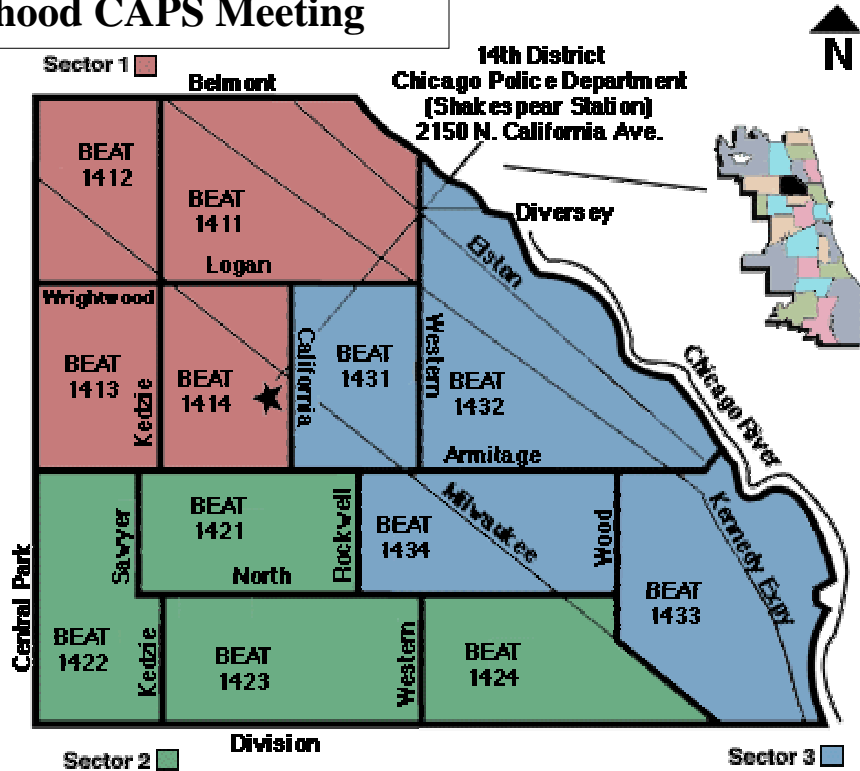 hood CAPS Meeting
Sector 1
Belmont
14th District
Chicago Police Department
(Shakespear Station)
2150 N. California Ave.
N
BEAT
1412
BEAT
1411
Logan
Diversey
Elston
Wrightwood
BEAT
1413
Kedzie
BEAT
1414
California
BEAT
1431
Western
BEAT
1432
Armitage
Chicago River
Central Park
Sawyer
BEAT
1421
North
Rockwell
BEAT
1434
Milwaukee
Wood
Kennedy Expy
BEAT
1433
BEAT
1422
Kedzie
BEAT
1423
Western
BEAT
1424
Division
Sector 2
Sector 3